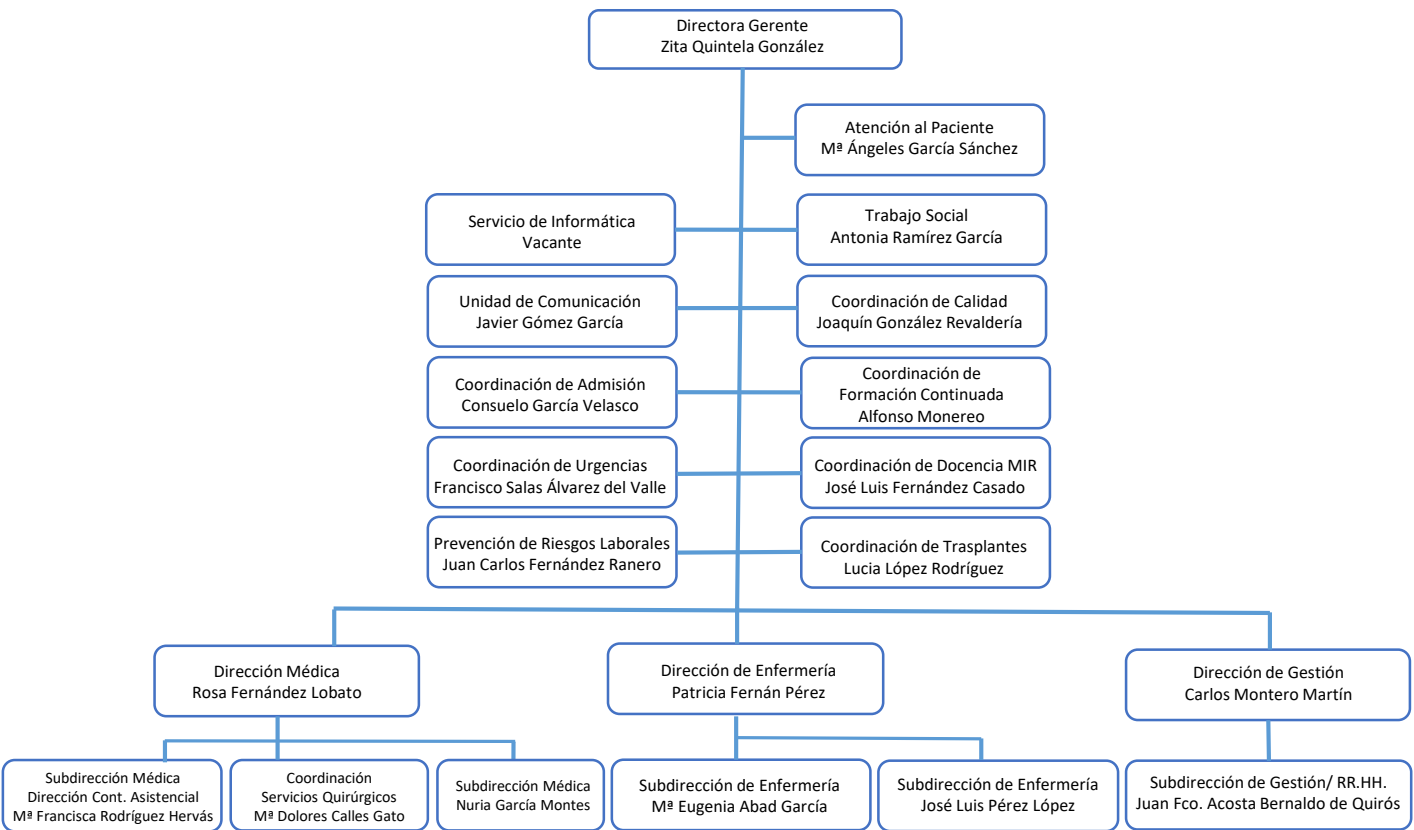 Directora Gerente
Zita Quintela González
Atención al Paciente
Mª Ángeles García Sánchez
Servicio de Informática
Vacante
Trabajo Social
Antonia Ramírez García
Unidad de Comunicación
Javier Gómez García
Coordinación de Calidad
Joaquín González Revaldería
Coordinación de Admisión
Consuelo García Velasco
Coordinación de
Formación Continuada
Alfonso Monereo
Coordinación de Urgencias
Francisco Salas Álvarez del Valle
Coordinación de Docencia MIR
José Luis Fernández Casado
Prevención de Riesgos Laborales
Juan Carlos Fernández Ranero
Coordinación de Trasplantes
Lucia López Rodríguez
Dirección Médica
Rosa Fernández Lobato
Dirección de Enfermería
Patricia Fernán Pérez
Dirección de Gestión
Carlos Montero Martín
Subdirección Médica
Dirección Cont. Asistencial
Mª Francisca Rodríguez Hervás
Coordinación
Servicios Quirúrgicos
Mª Dolores Calles Gato
Subdirección Médica
Nuria García Montes
Subdirección de Enfermería
Mª Eugenia Abad García
Subdirección de Enfermería
José Luis Pérez López
Subdirección de Gestión/ RR.HH.
Juan Fco. Acosta Bernaldo de Quirós